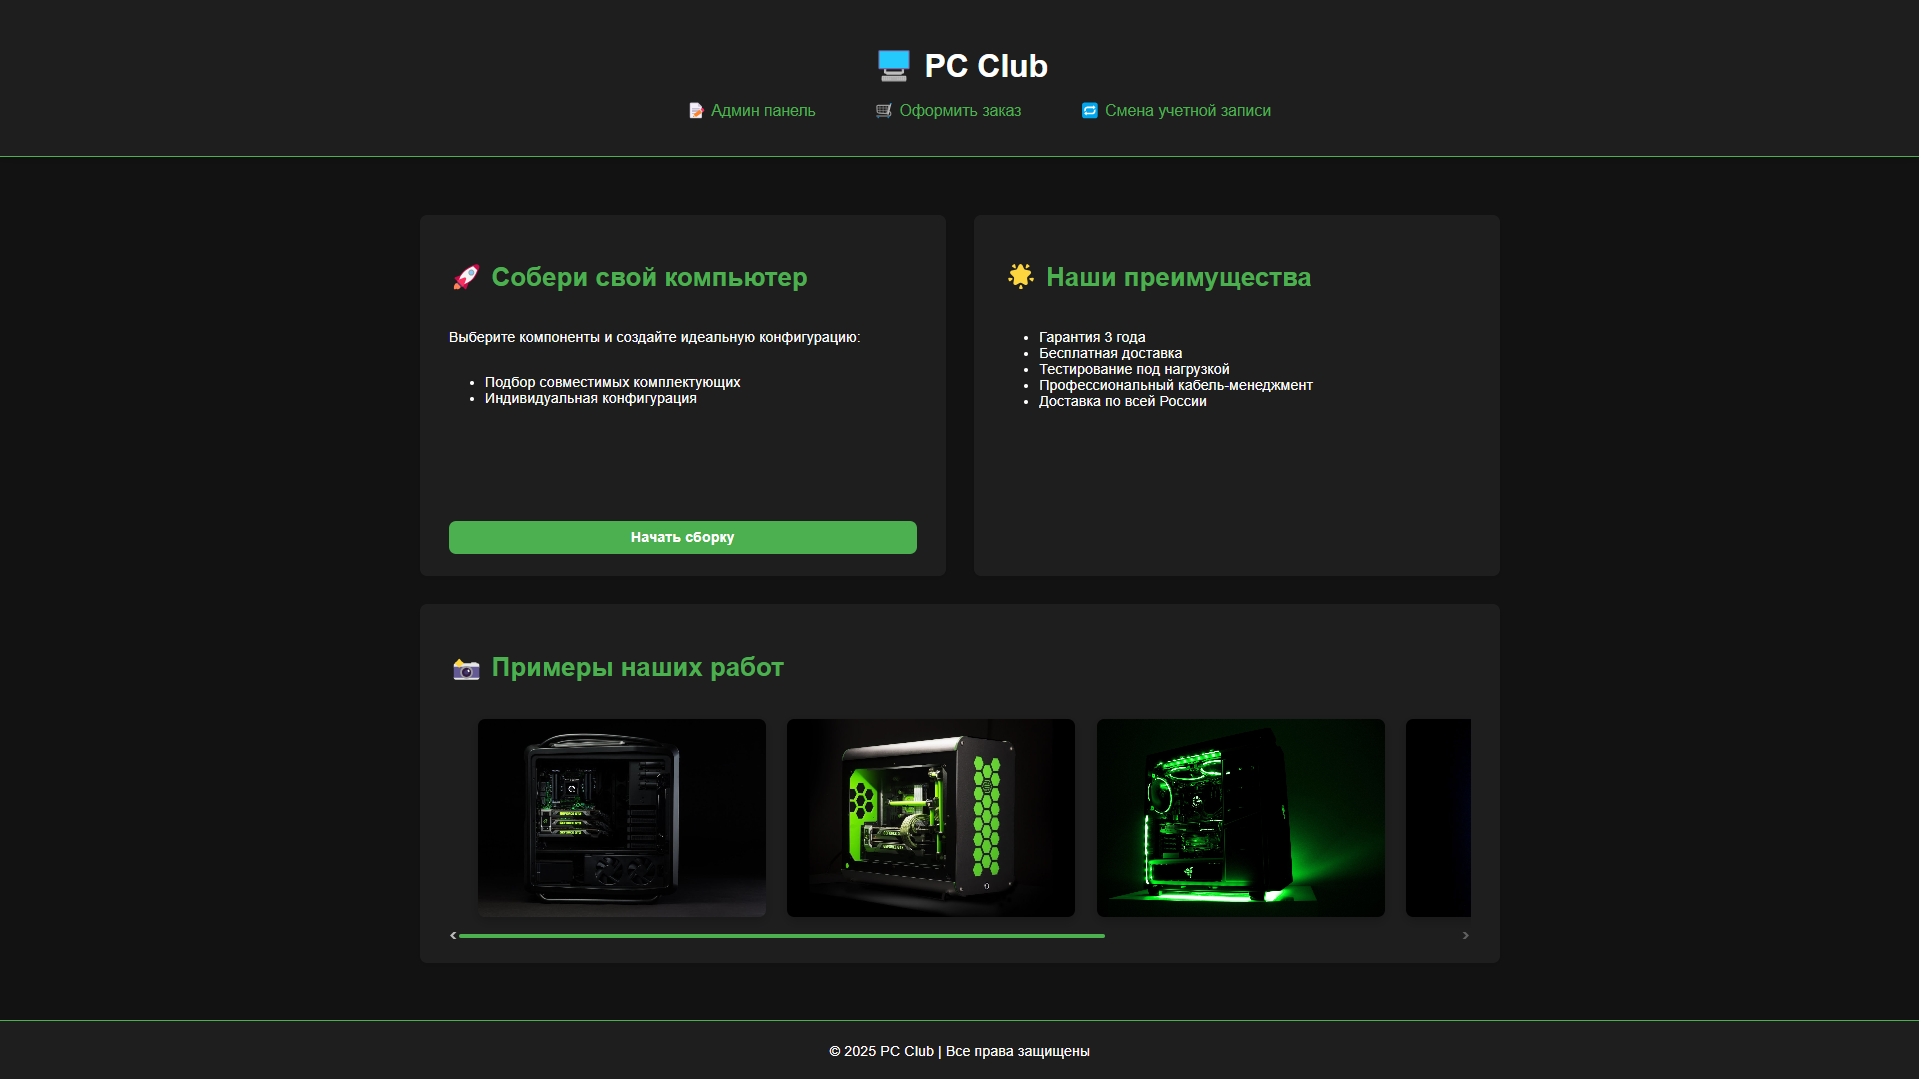 PC Club
Админ панель
Оформить заказ
Смена учетной записи
Собери свой компьютер
Выберите компоненты и создайте идеальную конфигурацию:
Подбор совместимых комплектующих
Индивидуальная конфигурация
Начать сборку
Наши преимущества
Гарантия 3 года
Бесплатная доставка
Тестирование под нагрузкой
Профессиональный кабель-менеджмент
Доставка по всей России
Примеры наших работ
© 2025 PC Club | Все права защищены